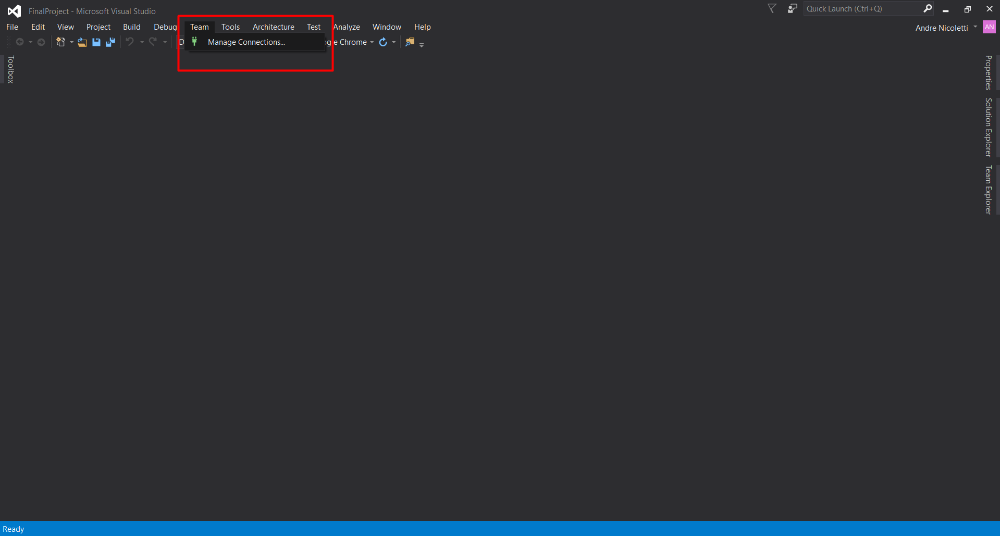 FinalProject - Microsoft Visual Studio
Quick Launch (Ctrl+Q)
File Edit View Project Build Debug Team Tools Architecture Test Analyze Window Help
Andre Nicoletti AN
D Manage Connections... gle Chrome
Toolbox
Properties
Solution Explorer
Team Explorer
Ready